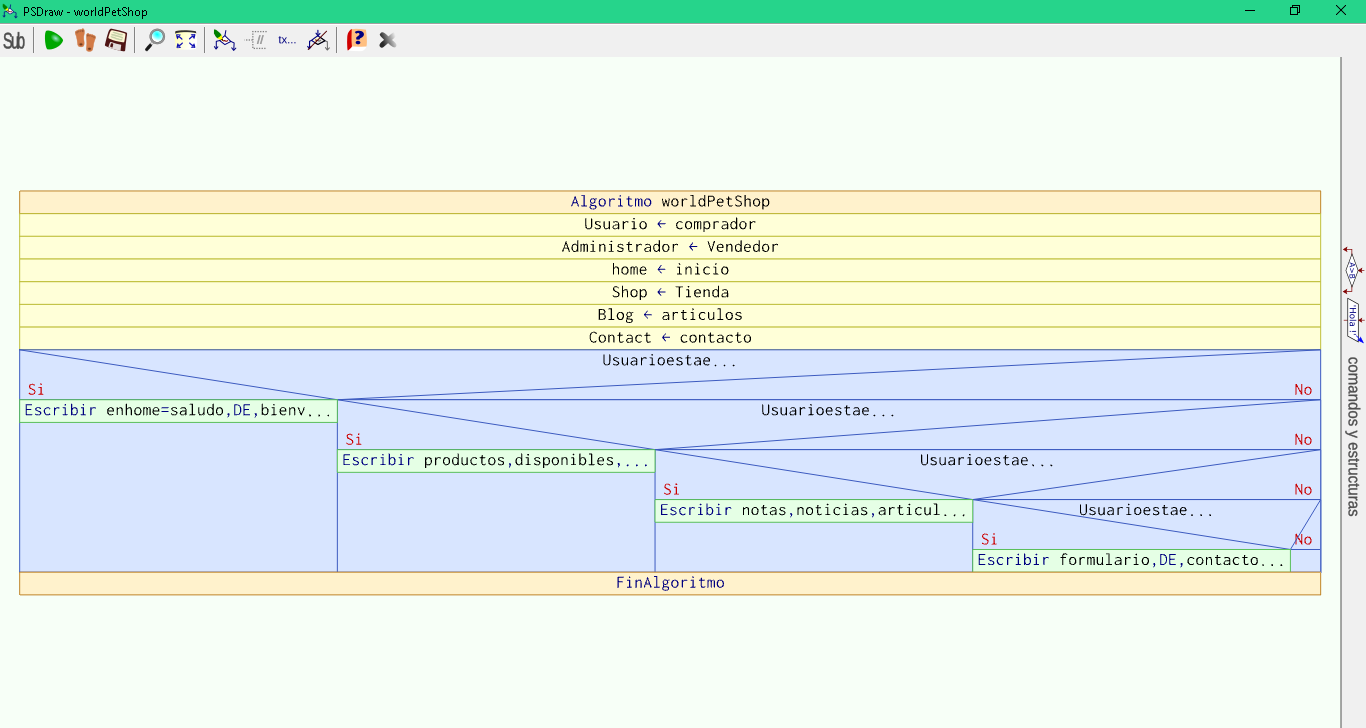 PSDraw - worldPetShop
Sub
tx...
Algoritmo worldPetShop
Usuario ← comprador
Administrador ← Vendedor
home ← inicio
Shop ← Tienda
Blog ← articulos
Contact ← contacto
Usuarioestae...
Si
No
Escribir enhome=saludo,DE,bienv...
Usuarioestae...
Si
No
Escribir productos,disponibles,...
Usuarioestae...
Si
No
Escribir notas,noticias,articul...
Usuarioestae...
Si
No
Escribir formulario,DE,contacto...
FinAlgoritmo
A>B
'Hola !'
comandos y estructuras